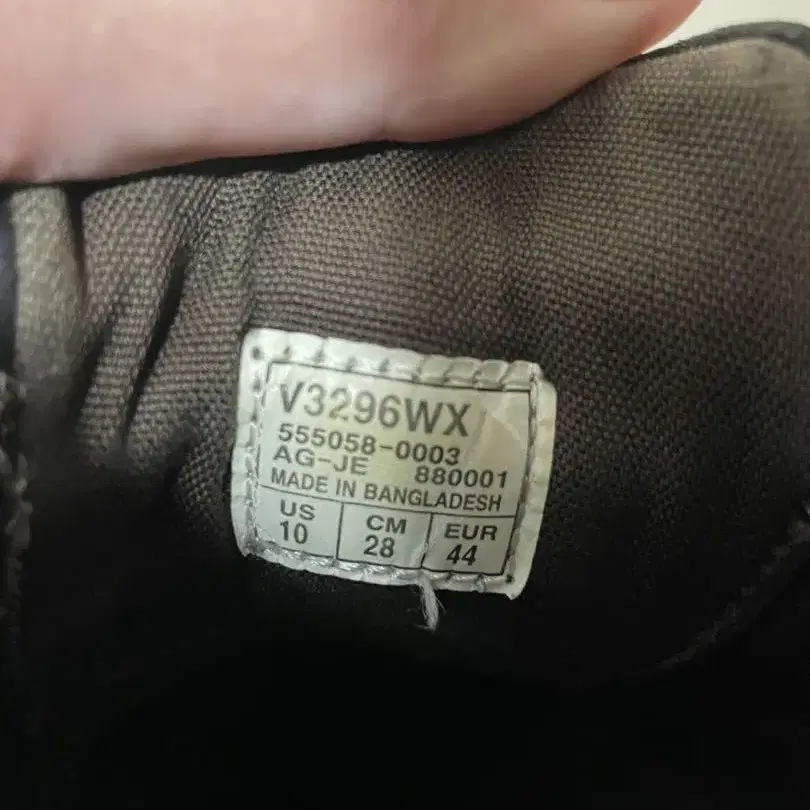 V3296WX
555058-0003
AG-JE 880001
MADE IN BANGLADESH
US CM EUR
10 28 44